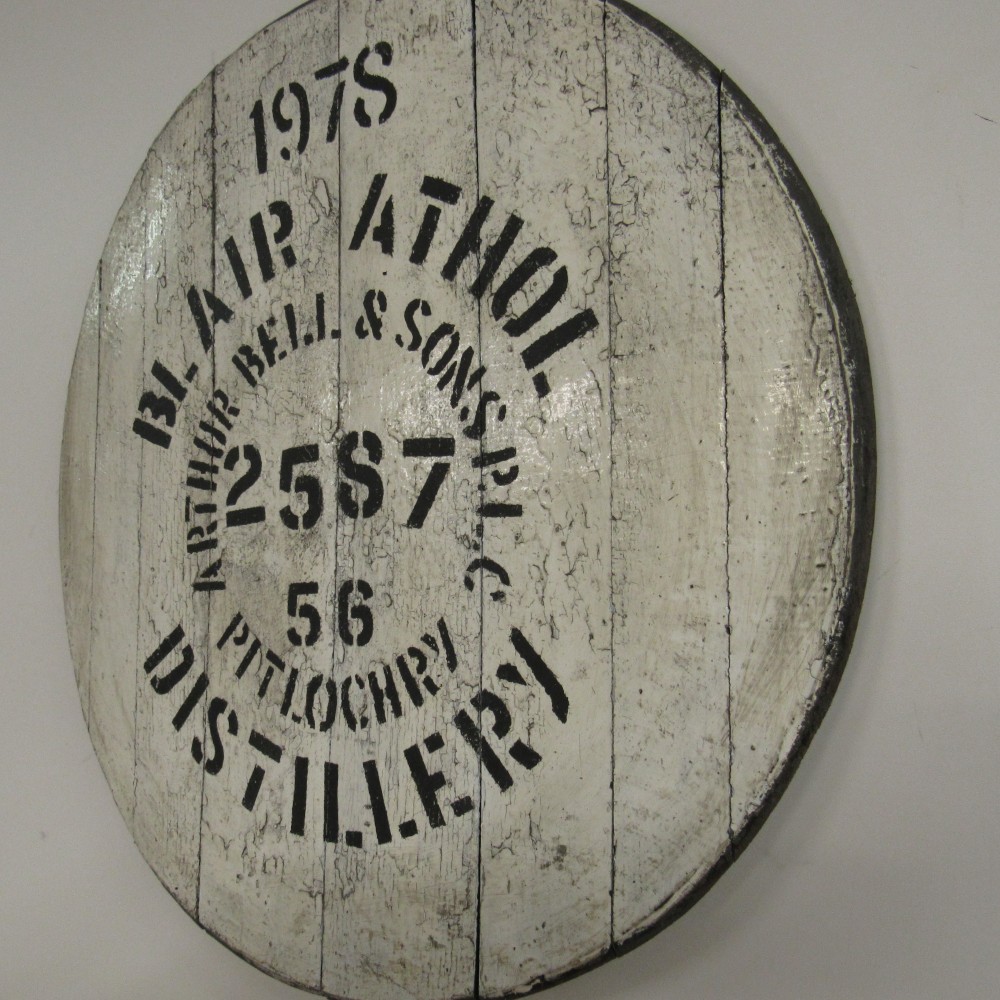 1978
BLAIR ATHOL
ARTHUR BELL & SONS PLC
2587
56
PITLOCHRY
DISTILLERY